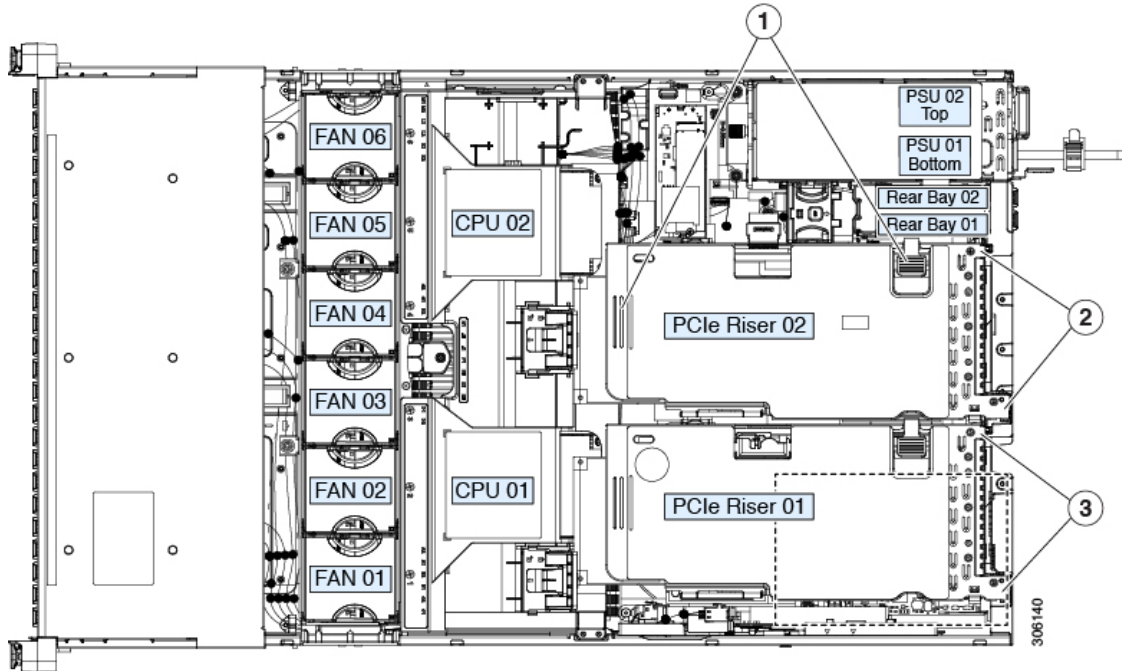 1
PSU 02
Top
PSU 01
Bottom
FAN 06
Rear Bay 02
Rear Bay 01
FAN 05
CPU 02
FAN 04
PCIe Riser 02
2
FAN 03
FAN 02
CPU 01
PCIe Riser 01
3
FAN 01
306140